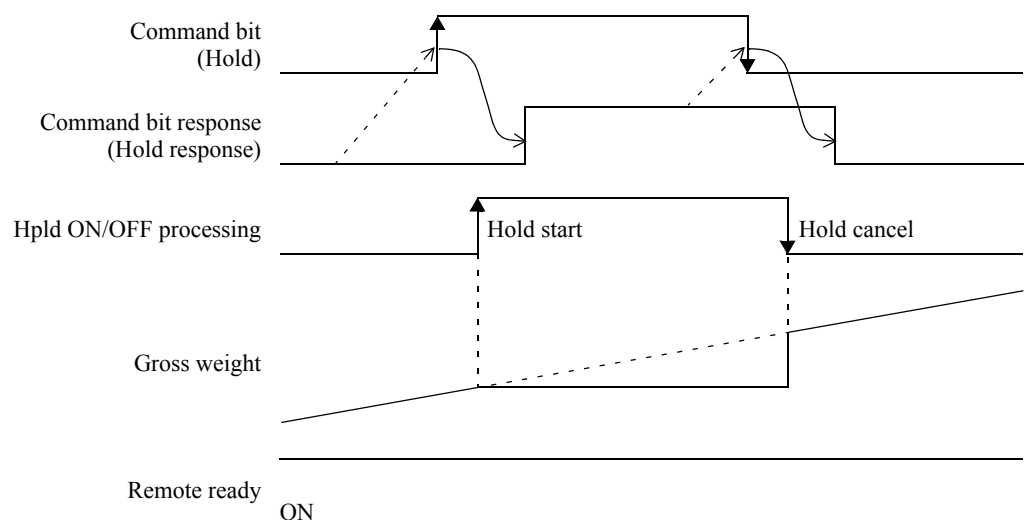 Command bit
(Hold)
Command bit response
(Hold response)
Hpld ON/OFF processing
Hold start
Hold cancel
Gross weight
Remote ready
ON